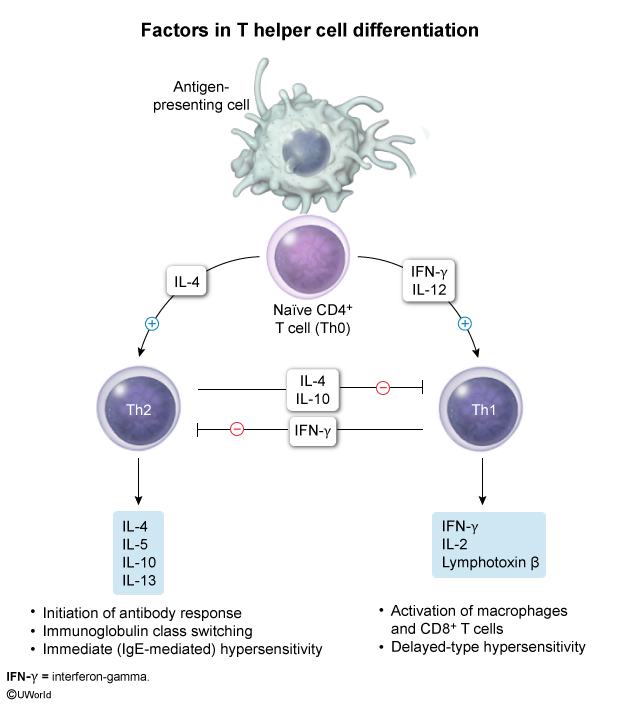 Factors in T helper cell differentiation
Antigen-
presenting cell
IL-4
IFN-γ
IL-12
Naïve CD4⁺
T cell (Th0)
+
+
Th2
IL-4
IL-10
−
Th1
−
IFN-γ
IL-4
IL-5
IL-10
IL-13
IFN-γ
IL-2
Lymphotoxin β
• Initiation of antibody response
• Immunoglobulin class switching
• Immediate (IgE-mediated) hypersensitivity
• Activation of macrophages
and CD8⁺ T cells
• Delayed-type hypersensitivity
IFN-γ = interferon-gamma.
©UWorld